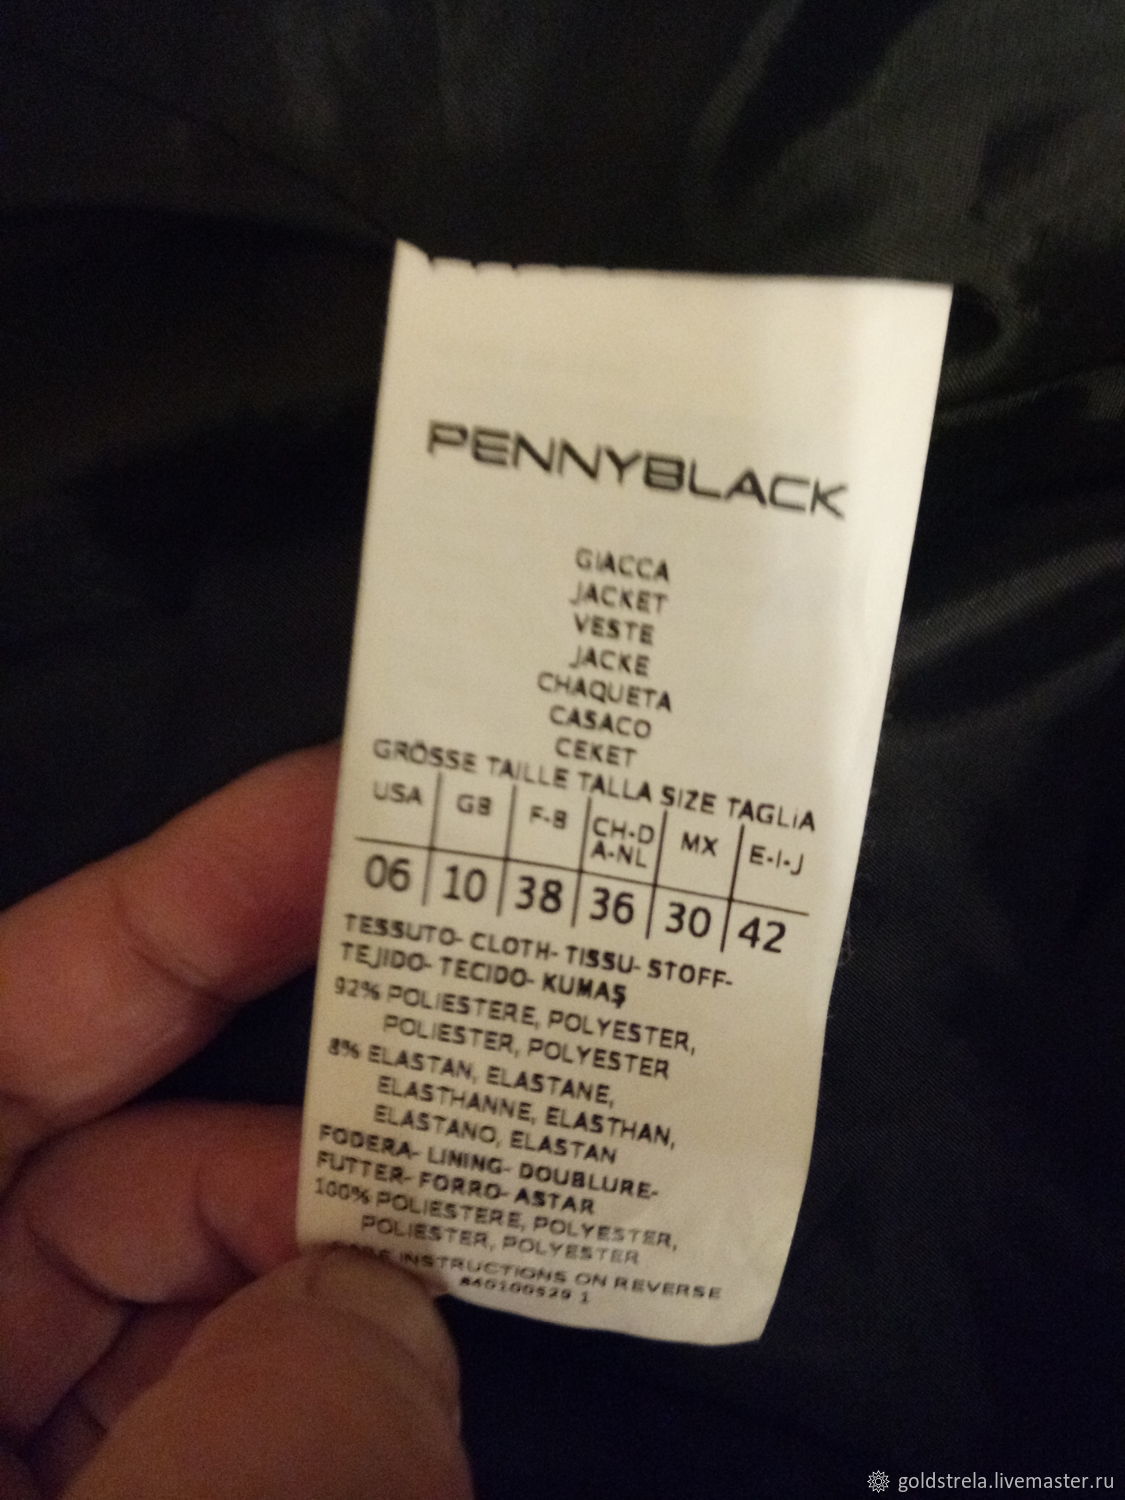 PENNYBLACK
GIACCA
JACKET
VESTE
JACKE
CHAQUETA
CASACO
CEKET
GRÖSSE TAILLE TALLA SIZE TAGLIA
USA GB F-B CH-D A-NL MX E-I-J
06 10 38 36 30 42
TESSUTO- CLOTH- TISSU- STOFF-
TEJIDO- TECIDO- KUMAŞ
92% POLIESTERE, POLYESTER,
POLIESTER, POLYESTER
8% ELASTAN, ELASTANE,
ELASTHANNE, ELASTHAN,
ELASTANO, ELASTAN
FODERA- LINING- DOUBLURE-
FUTTER- FORRO- ASTAR
100% POLIESTERE, POLYESTER,
POLIESTER, POLYESTER
INSTRUCTIONS ON REVERSE
goldstrela.livemaster.ru